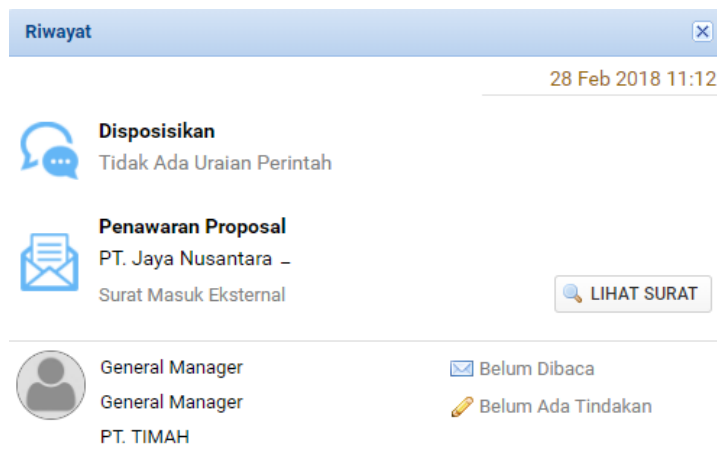 Riwayat
28 Feb 2018 11:12
Disposisikan
Tidak Ada Uraian Perintah
Penawaran Proposal
PT. Jaya Nusantara _
Surat Masuk Eksternal
LIHAT SURAT
General Manager
Belum Dibaca
General Manager
Belum Ada Tindakan
PT. TIMAH